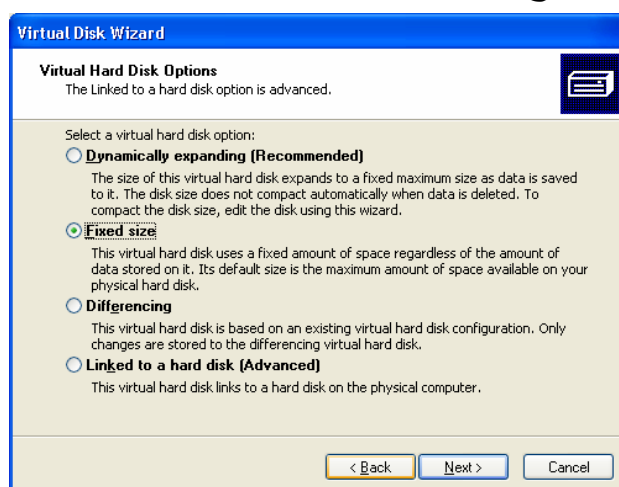 Virtual Disk Wizard
Virtual Hard Disk Options
The Linked to a hard disk option is advanced.
Select a virtual hard disk option:
Dynamically expanding (Recommended)
The size of this virtual hard disk expands to a fixed maximum size as data is saved
to it. The disk size does not compact automatically when data is deleted. To
compact the disk size, edit the disk using this wizard.
Fixed size
This virtual hard disk uses a fixed amount of space regardless of the amount of
data stored on it. Its default size is the maximum amount of space available on your
physical hard disk.
Differencing
This virtual hard disk is based on an existing virtual hard disk configuration. Only
changes are stored to the differencing virtual hard disk.
Linked to a hard disk (Advanced)
This virtual hard disk links to a hard disk on the physical computer.
< Back Next > Cancel